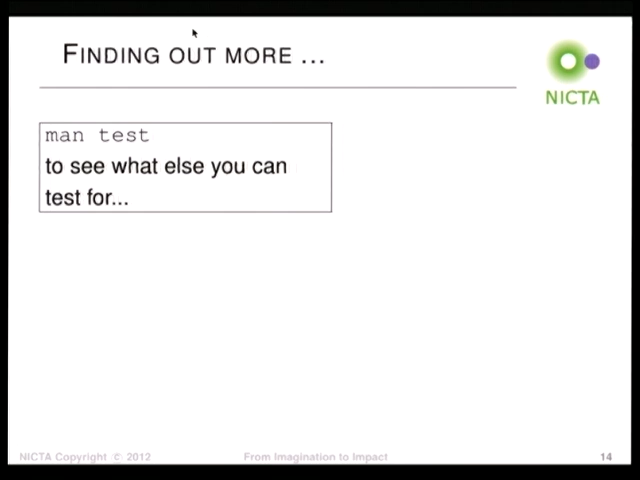 FINDING OUT MORE ...
NICTA
man test
to see what else you can
test for...
NICTA Copyright © 2012
From Imagination to Impact
14